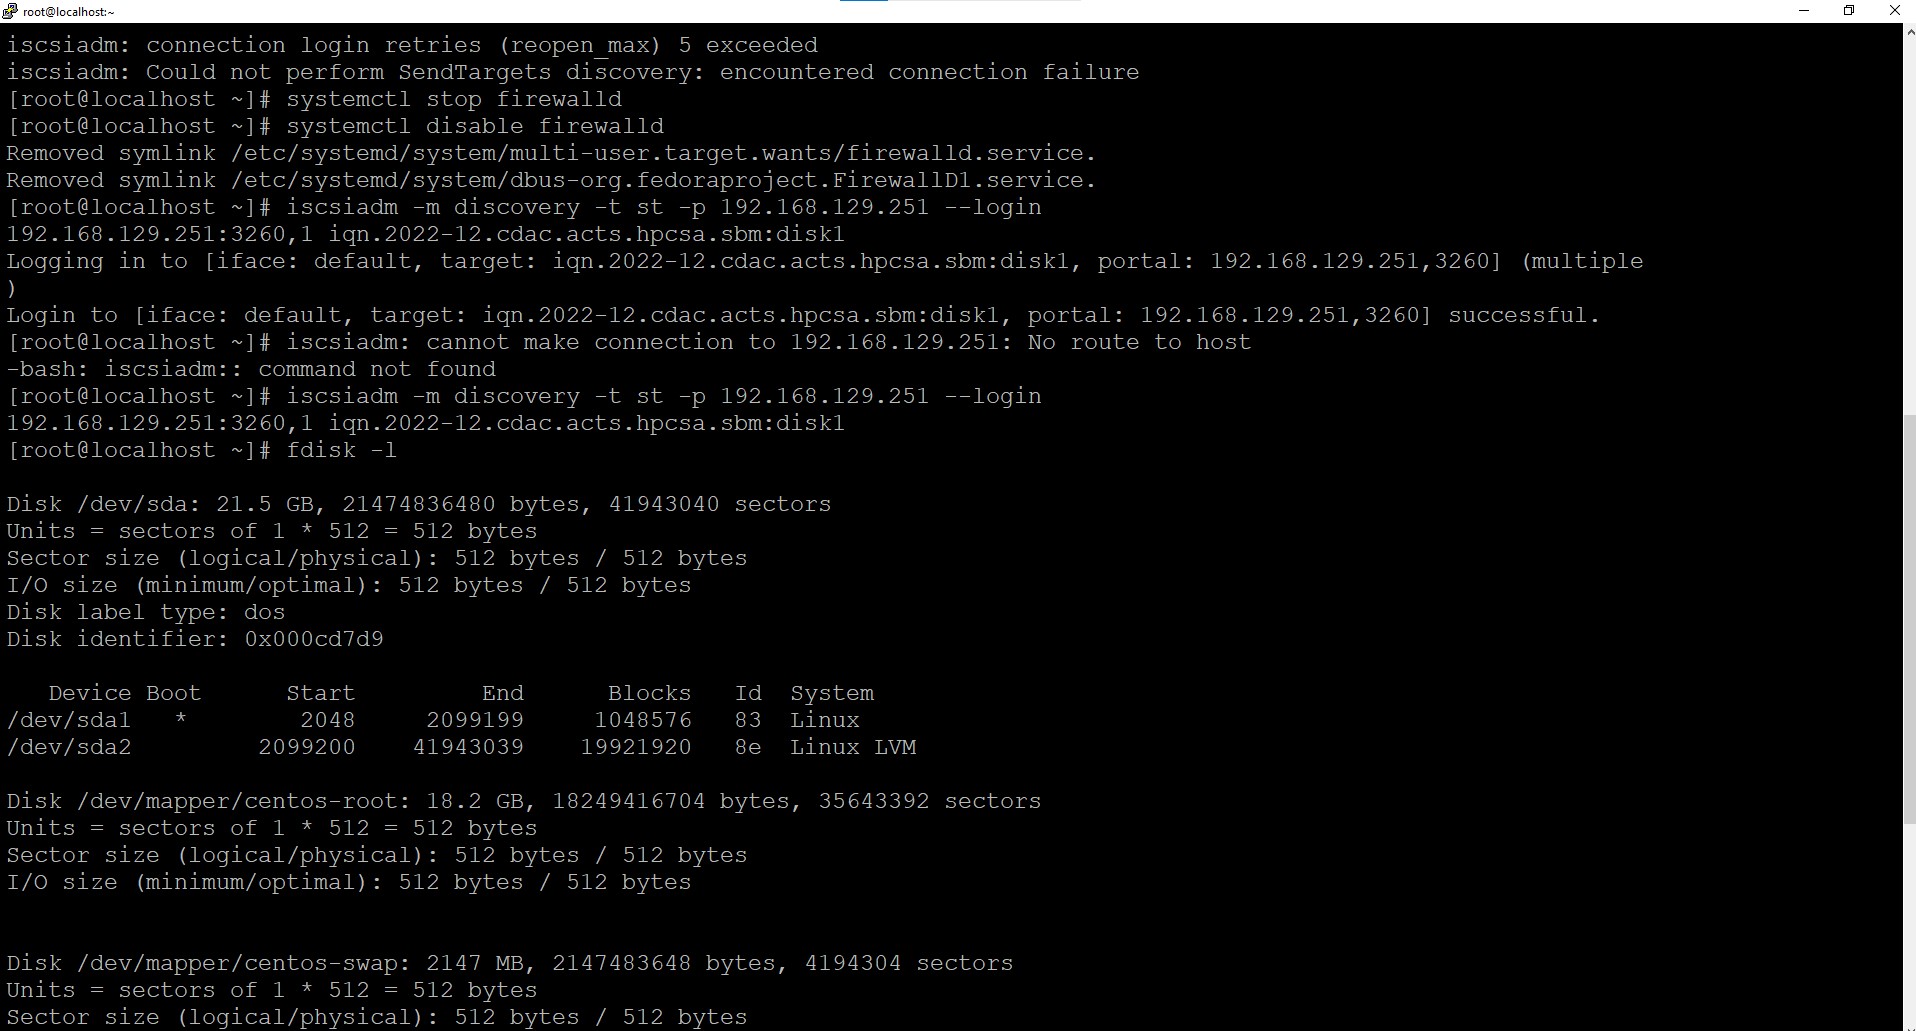 root@localhost:~
iscsiadm: connection login retries (reopen_max) 5 exceeded
iscsiadm: Could not perform SendTargets discovery: encountered connection failure
[root@localhost ~]# systemctl stop firewalld
[root@localhost ~]# systemctl disable firewalld
Removed symlink /etc/systemd/system/multi-user.target.wants/firewalld.service.
Removed symlink /etc/systemd/system/dbus-org.fedoraproject.FirewallD1.service.
[root@localhost ~]# iscsiadm -m discovery -t st -p 192.168.129.251 --login
192.168.129.251:3260,1 iqn.2022-12.cdac.acts.hpcsa.sbm:disk1
Logging in to [iface: default, target: iqn.2022-12.cdac.acts.hpcsa.sbm:disk1, portal: 192.168.129.251,3260] (multiple
)
Login to [iface: default, target: iqn.2022-12.cdac.acts.hpcsa.sbm:disk1, portal: 192.168.129.251,3260] successful.
[root@localhost ~]# iscsiadm: cannot make connection to 192.168.129.251: No route to host
-bash: iscsiadm:: command not found
[root@localhost ~]# iscsiadm -m discovery -t st -p 192.168.129.251 --login
192.168.129.251:3260,1 iqn.2022-12.cdac.acts.hpcsa.sbm:disk1
[root@localhost ~]# fdisk -l
Disk /dev/sda: 21.5 GB, 21474836480 bytes, 41943040 sectors
Units = sectors of 1 * 512 = 512 bytes
Sector size (logical/physical): 512 bytes / 512 bytes
I/O size (minimum/optimal): 512 bytes / 512 bytes
Disk label type: dos
Disk identifier: 0x000cd7d9
Device Boot      Start         End      Blocks   Id  System
/dev/sda1   *        2048     2099199     1048576   83  Linux
/dev/sda2         2099200    41943039    19921920   8e  Linux LVM
Disk /dev/mapper/centos-root: 18.2 GB, 18249416704 bytes, 35643392 sectors
Units = sectors of 1 * 512 = 512 bytes
Sector size (logical/physical): 512 bytes / 512 bytes
I/O size (minimum/optimal): 512 bytes / 512 bytes
Disk /dev/mapper/centos-swap: 2147 MB, 2147483648 bytes, 4194304 sectors
Units = sectors of 1 * 512 = 512 bytes
Sector size (logical/physical): 512 bytes / 512 bytes